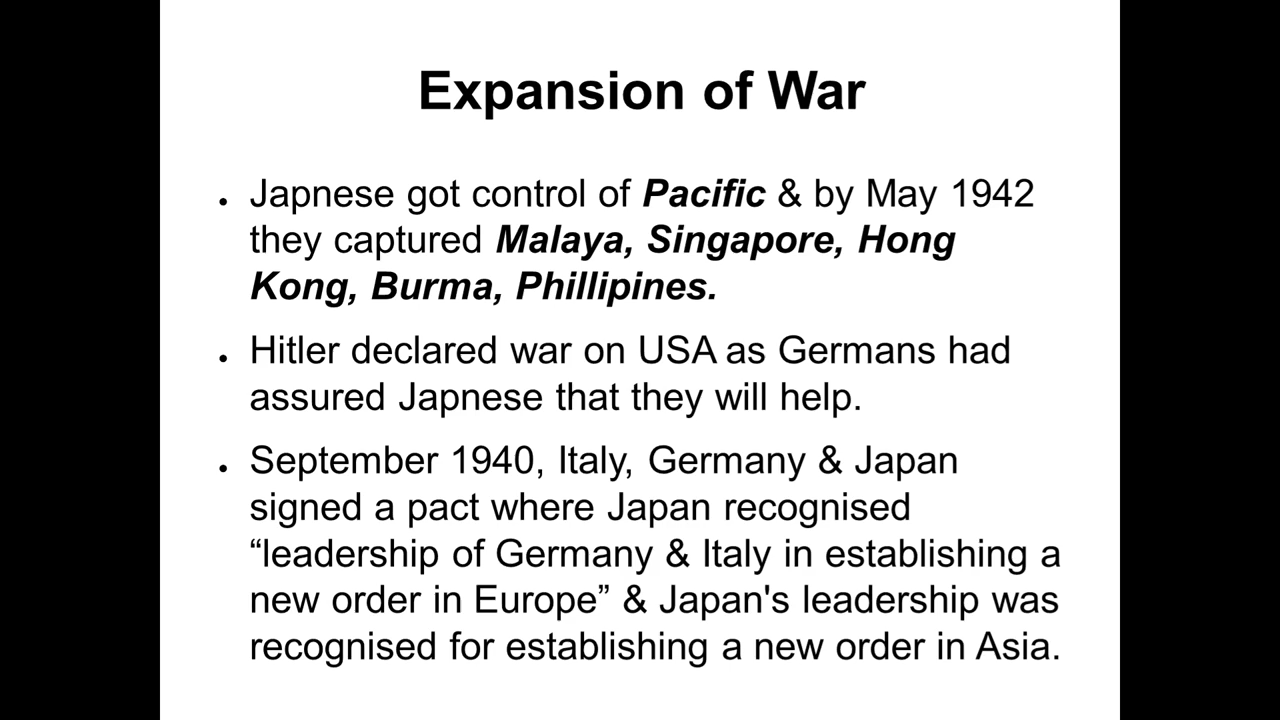 Expansion of War
● Japnese got control of Pacific & by May 1942
they captured Malaya, Singapore, Hong
Kong, Burma, Phillipines.
● Hitler declared war on USA as Germans had
assured Japnese that they will help.
● September 1940, Italy, Germany & Japan
signed a pact where Japan recognised
“leadership of Germany & Italy in establishing a
new order in Europe” & Japan's leadership was
recognised for establishing a new order in Asia.